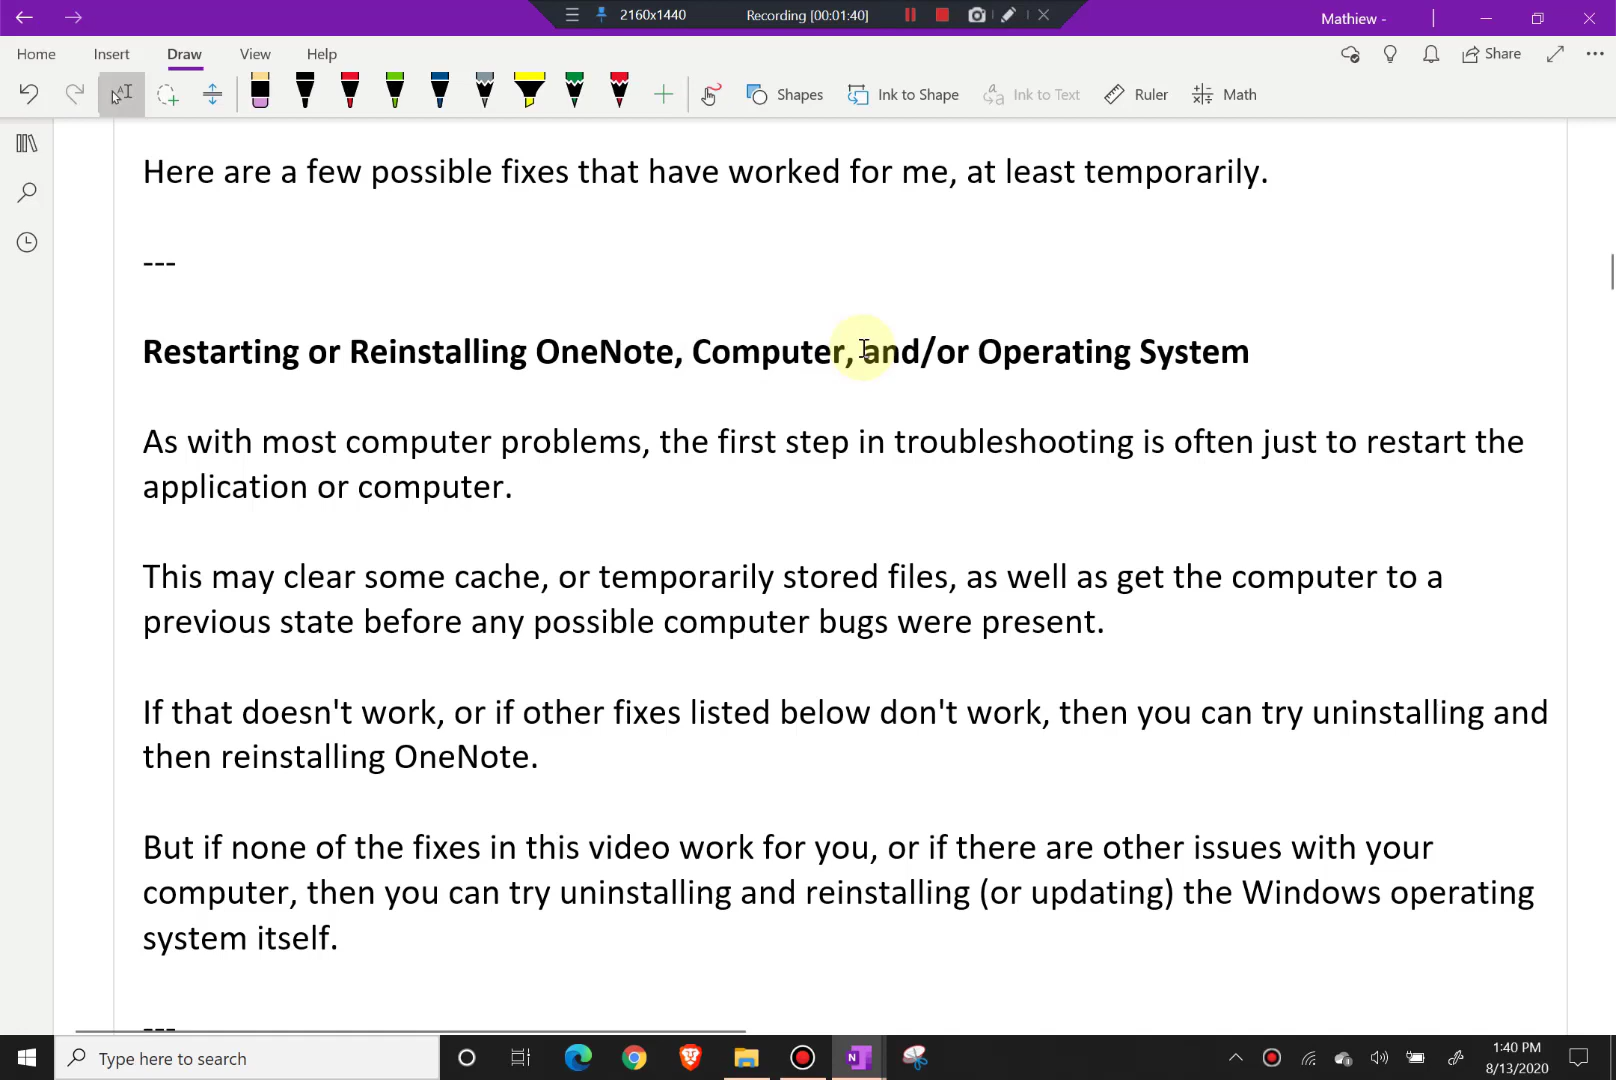 2160x1440
Recording [00:01:40]
Mathiew -
Home Insert Draw View Help
Share
Shapes Ink to Shape Ink to Text Ruler Math
Here are a few possible fixes that have worked for me, at least temporarily.
---
Restarting or Reinstalling OneNote, Computer, and/or Operating System
As with most computer problems, the first step in troubleshooting is often just to restart the
application or computer.
This may clear some cache, or temporarily stored files, as well as get the computer to a
previous state before any possible computer bugs were present.
If that doesn't work, or if other fixes listed below don't work, then you can try uninstalling and
then reinstalling OneNote.
But if none of the fixes in this video work for you, or if there are other issues with your
computer, then you can try uninstalling and reinstalling (or updating) the Windows operating
system itself.
---
Type here to search
1:40 PM
8/13/2020